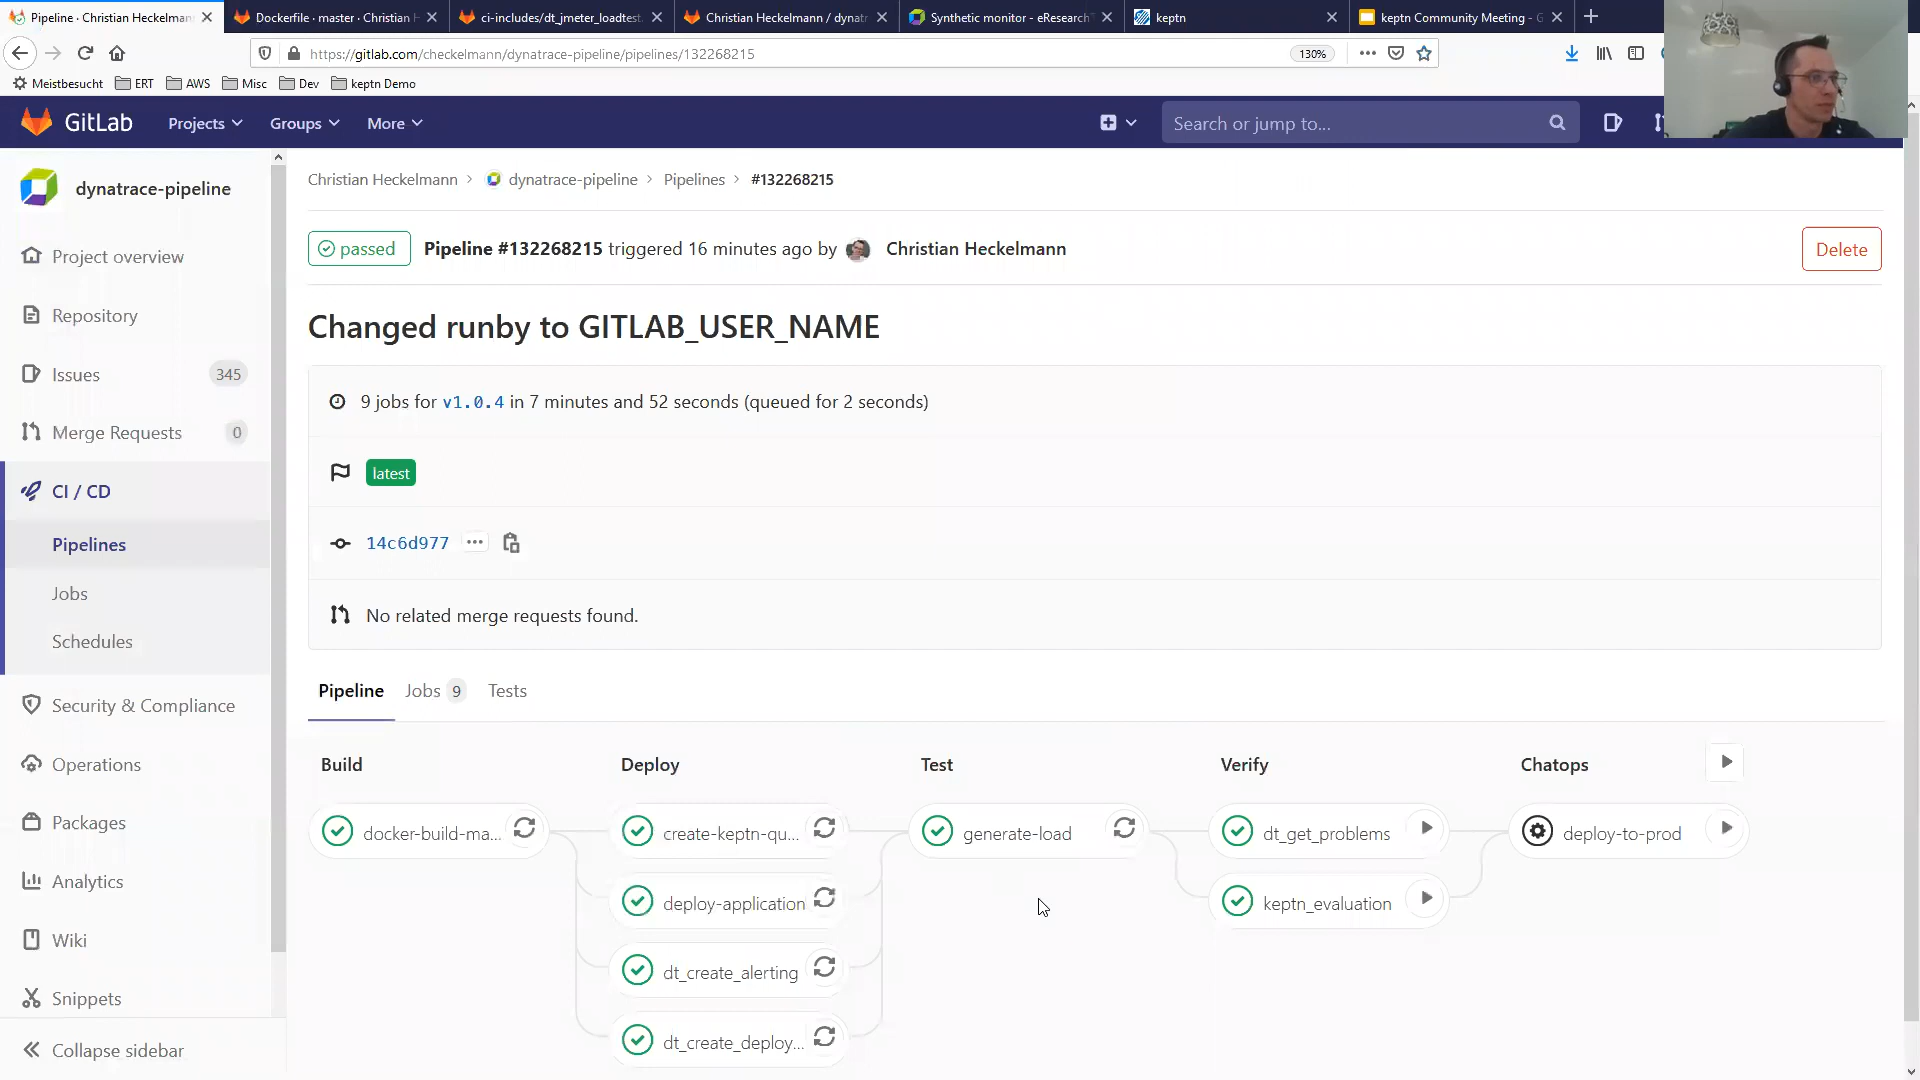 Pipeline · Christian Heckelmann
Dockerfile · master · Christian H
ci-includes/dt_jmeter_loadtest.
Christian Heckelmann / dynatr
Synthetic monitor - eResearch
keptn
keptn Community Meeting - G
https://gitlab.com/checkelmann/dynatrace-pipeline/pipelines/132268215
130%
Meistbesucht
ERT
AWS
Misc
Dev
keptn Demo
GitLab
Projects
Groups
More
Search or jump to...
dynatrace-pipeline
Project overview
Repository
Issues
345
Merge Requests
0
CI / CD
Pipelines
Jobs
Schedules
Security & Compliance
Operations
Packages
Analytics
Wiki
Snippets
Collapse sidebar
Christian Heckelmann
dynatrace-pipeline
Pipelines
#132268215
passed
Pipeline #132268215 triggered 16 minutes ago by Christian Heckelmann
Delete
Changed runby to GITLAB_USER_NAME
9 jobs for v1.0.4 in 7 minutes and 52 seconds (queued for 2 seconds)
latest
14c6d977
No related merge requests found.
Pipeline
Jobs 9
Tests
Build
Deploy
Test
Verify
Chatops
docker-build-ma...
create-keptn-qu...
generate-load
dt_get_problems
deploy-to-prod
deploy-application
keptn_evaluation
dt_create_alerting
dt_create_deploy...